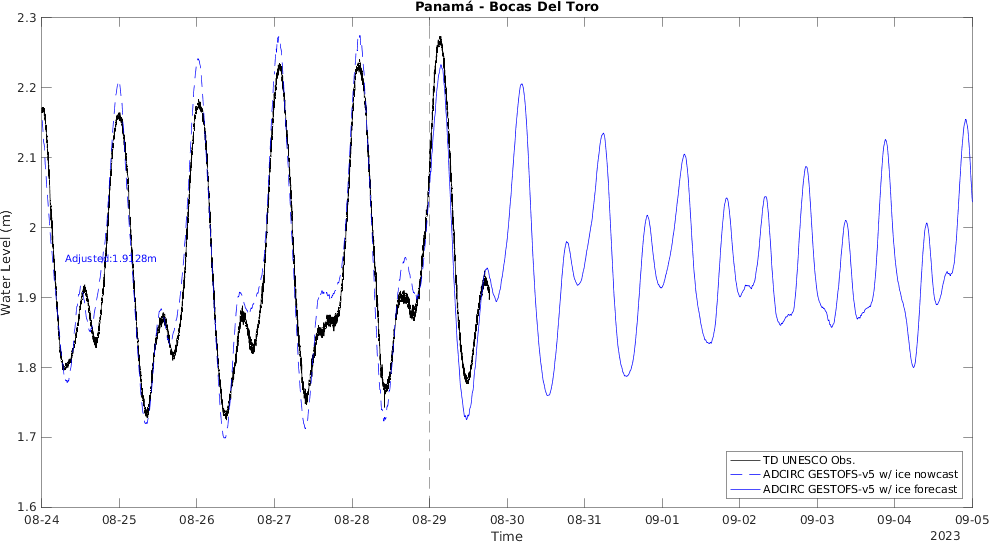 Panamá - Bocas Del Toro
2.3
2.2
2.1
2
1.9
1.8
1.7
1.6
Water Level (m)
Adjusted:1.9128m
TD UNESCO Obs.
ADCIRC GESTOFS-v5 w/ ice nowcast
ADCIRC GESTOFS-v5 w/ ice forecast
08-24 08-25 08-26 08-27 08-28 08-29 08-30 08-31 09-01 09-02 09-03 09-04 09-05
Time
2023